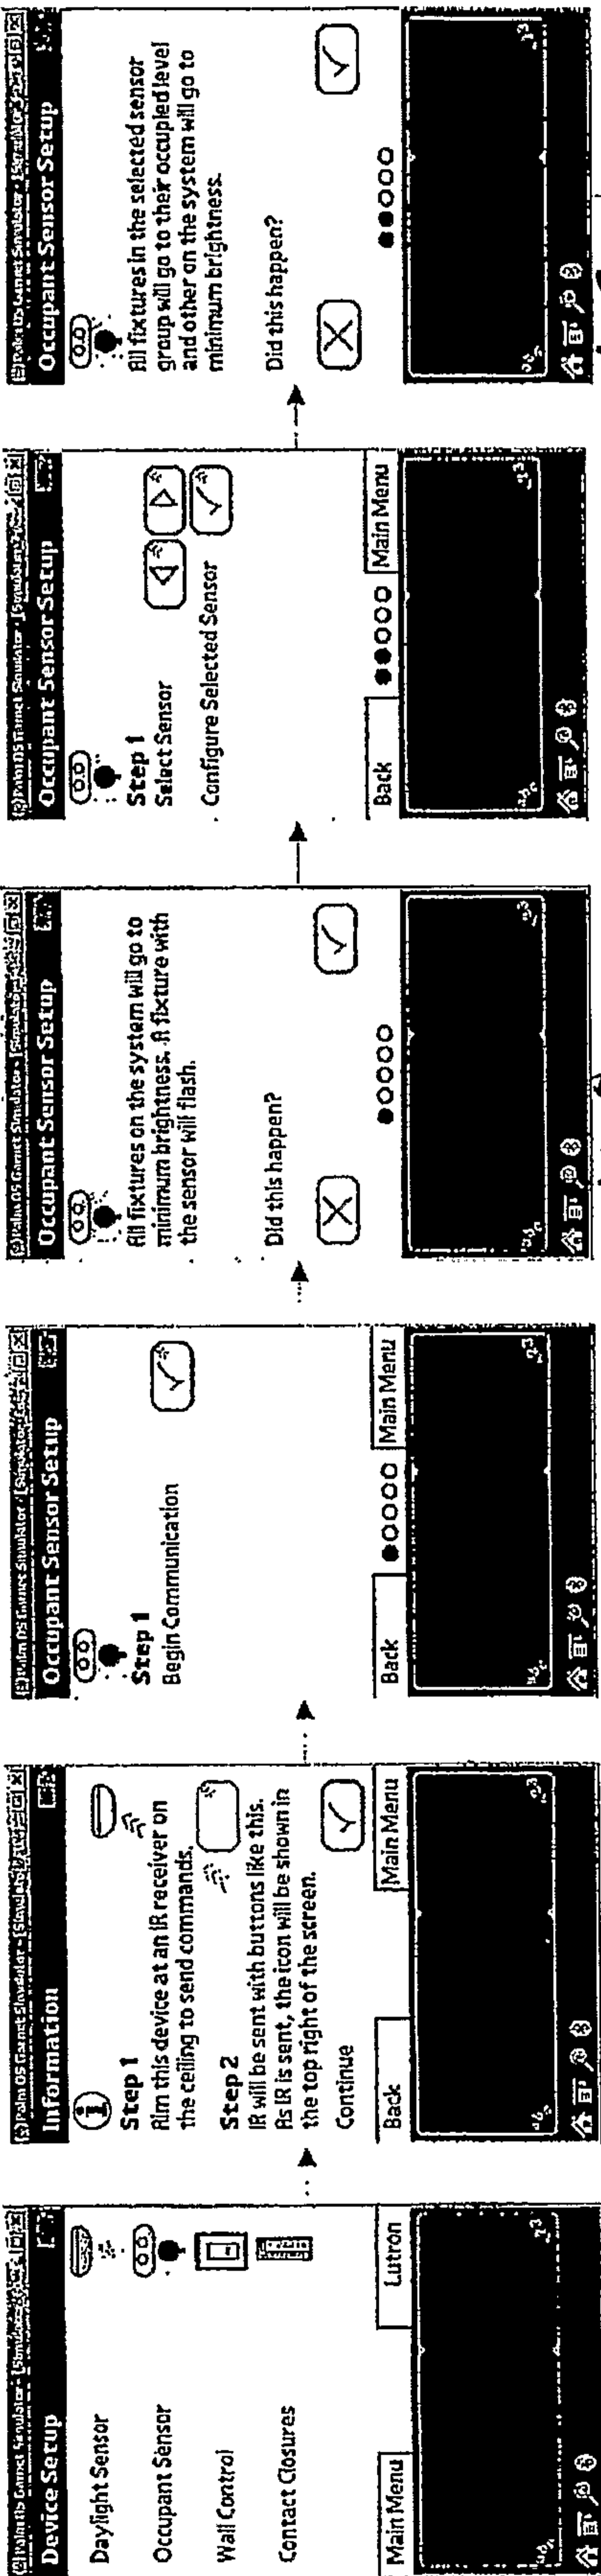 Device Setup
Daylight Sensor
Occupant Sensor
Wall Control
Contact Closures
Main Menu
Lutron
Information
Step 1
Aim this device at an IR receiver on
the ceiling to send commands.
Step 2
IR will be sent with buttons like this.
As IR is sent, the icon will be shown in
the top right of the screen.
Continue
Back
Main Menu
Occupant Sensor Setup
Step 1
Begin Communication
Back
Main Menu
Occupant Sensor Setup
All fixtures on the system will go to
minimum brightness. A fixture with
the sensor will flash.
Did this happen?
Occupant Sensor Setup
Step 1
Select Sensor
Configure Selected Sensor
Back
Main Menu
Occupant Sensor Setup
All fixtures in the selected sensor
group will go to their occupied level
and other on the system will go to
minimum brightness.
Did this happen?